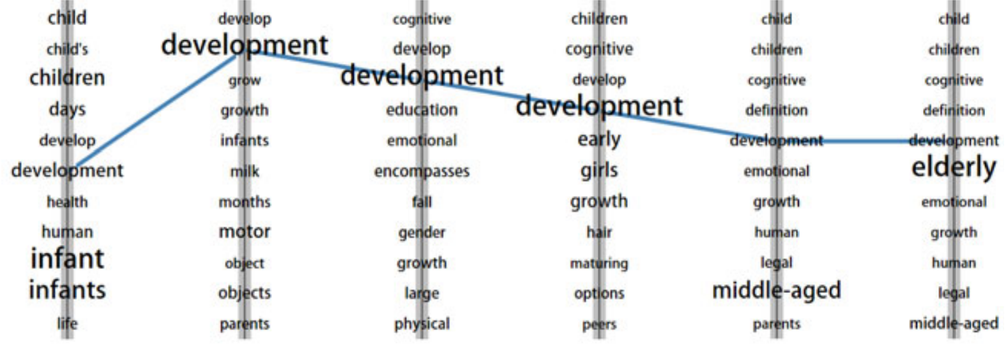 child develop cognitive children child child
child's development develop cognitive children children
children grow development develop cognitive cognitive
days growth education development definition definition
develop infants emotional early development development
development milk encompasses girls emotional elderly
health months fall growth growth emotional
human motor gender hair human growth
infant object growth maturing legal human
infants objects large options middle-aged legal
life parents physical peers parents middle-aged